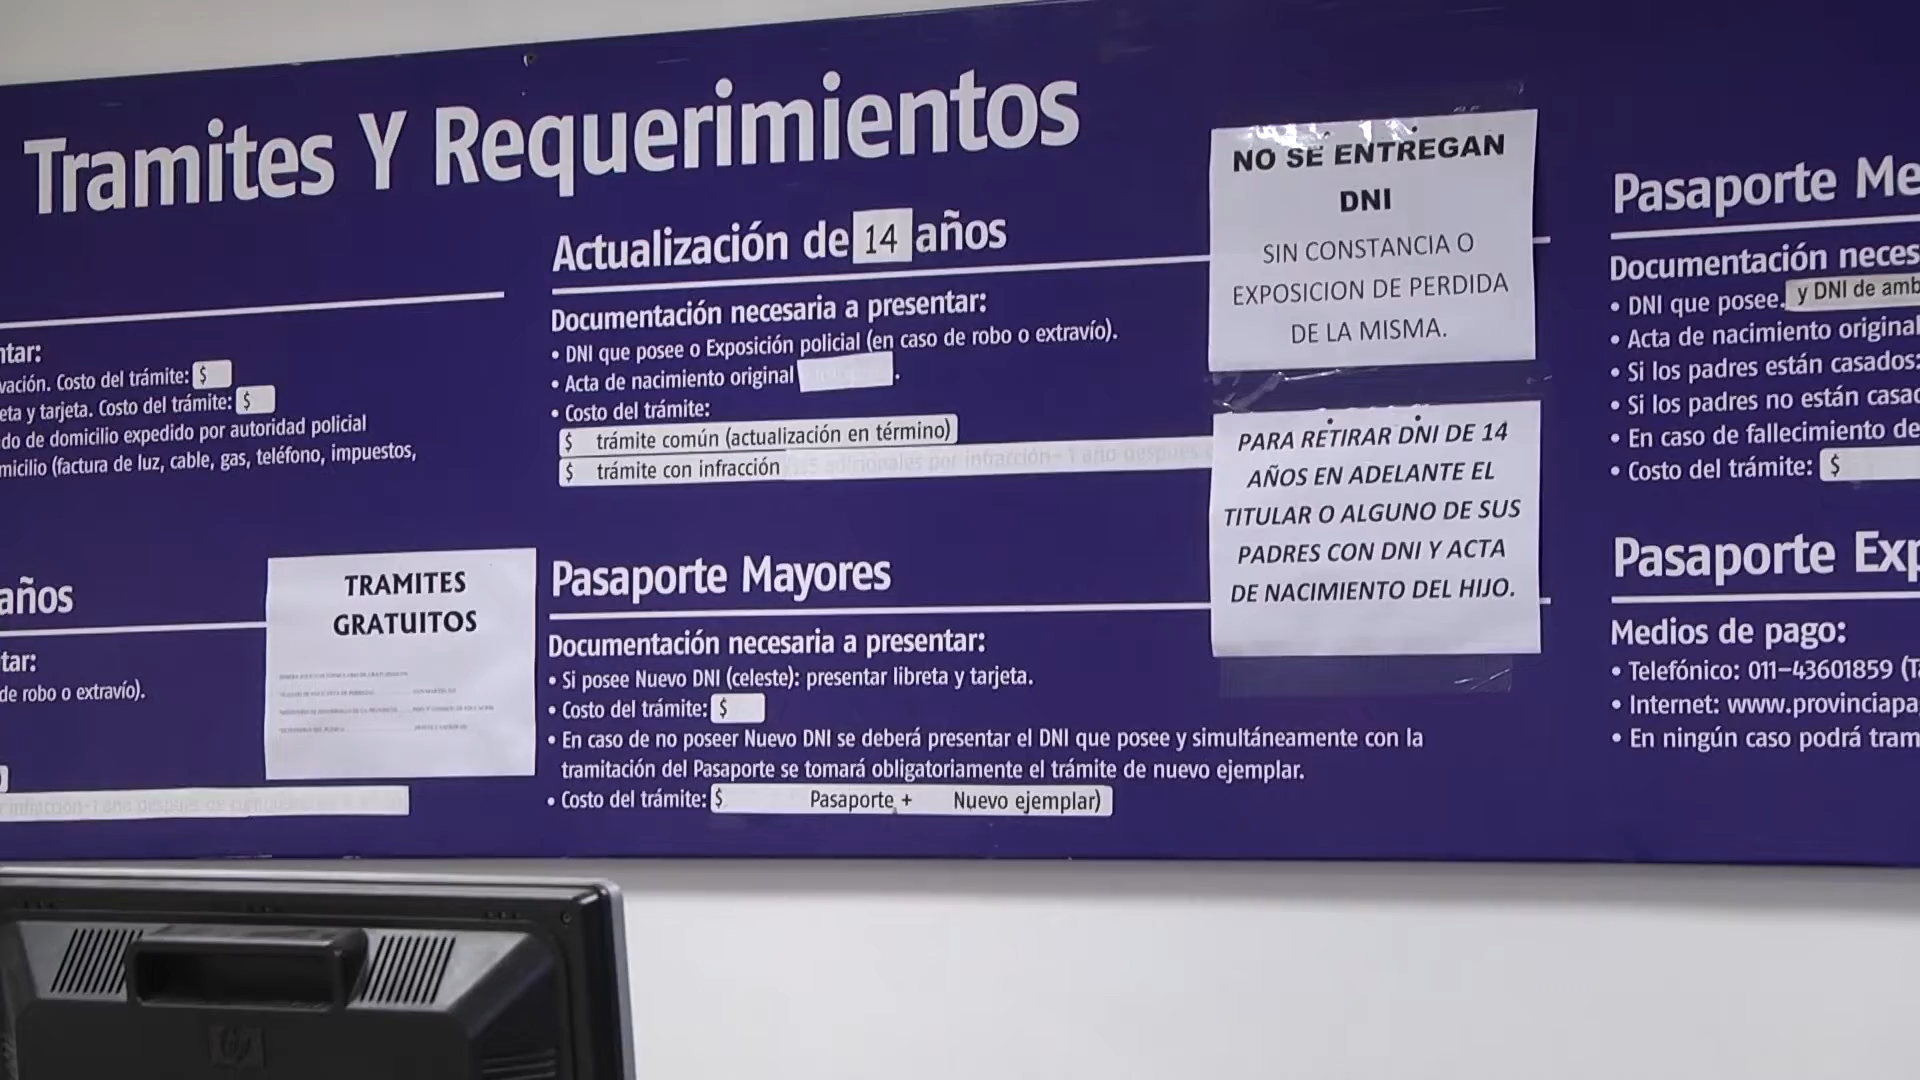 Tramites Y Requerimientos
ntar:
vación. Costo del trámite: $
eta y tarjeta. Costo del trámite: $
do de domicilio expedido por autoridad policial
micilio (factura de luz, cable, gas, teléfono, impuestos,
años
tar:
de robo o extravío).
TRAMITES
GRATUITOS
Actualización de 14 años
Documentación necesaria a presentar:
• DNI que posee o Exposición policial (en caso de robo o extravío).
• Acta de nacimiento original .
• Costo del trámite:
$ trámite común (actualización en término)
$ trámite con infracción
Pasaporte Mayores
Documentación necesaria a presentar:
• Si posee Nuevo DNI (celeste): presentar libreta y tarjeta.
• Costo del trámite: $
• En caso de no poseer Nuevo DNI se deberá presentar el DNI que posee y simultáneamente con la
tramitación del Pasaporte se tomará obligatoriamente el trámite de nuevo ejemplar.
• Costo del trámite: $ Pasaporte + Nuevo ejemplar)
NO SE ENTREGAN
DNI
SIN CONSTANCIA O
EXPOSICION DE PERDIDA
DE LA MISMA.
PARA RETIRAR DNI DE 14
AÑOS EN ADELANTE EL
TITULAR O ALGUNO DE SUS
PADRES CON DNI Y ACTA
DE NACIMIENTO DEL HIJO.
Pasaporte Me
Documentación neces
• DNI que posee. y DNI de amb
• Acta de nacimiento original
• Si los padres están casados:
• Si los padres no están casad
• En caso de fallecimiento de
• Costo del trámite: $
Pasaporte Exp
Medios de pago:
• Telefónico: 011-43601859 (T
• Internet: www.provinciapa
• En ningún caso podrá tram
hp